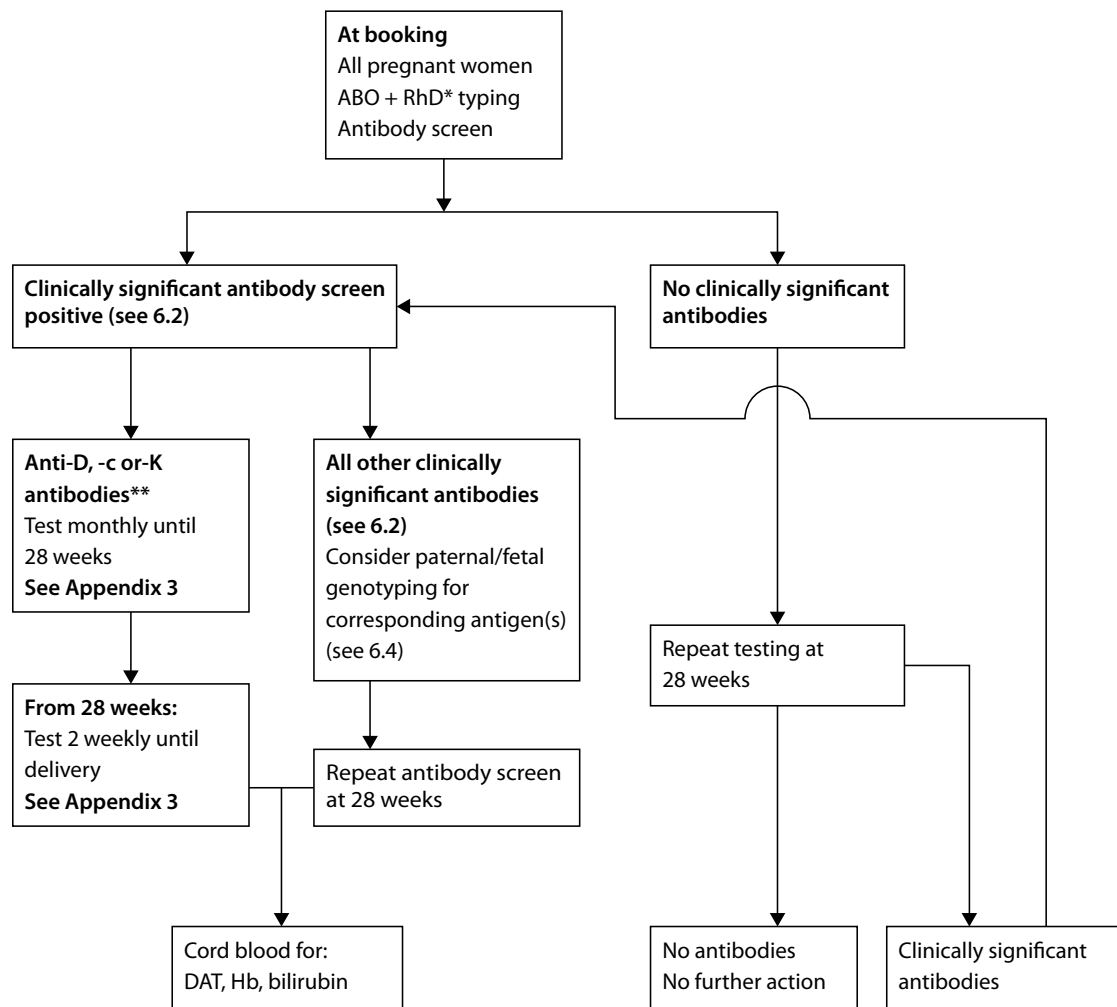 At booking
All pregnant women
ABO + RhD* typing
Antibody screen
Clinically significant antibody screen
positive (see 6.2)
No clinically significant
antibodies
Anti-D, -c or-K
antibodies**
Test monthly until
28 weeks
See Appendix 3
All other clinically
significant antibodies
(see 6.2)
Consider paternal/fetal
genotyping for
corresponding antigen(s)
(see 6.4)
Repeat testing at
28 weeks
From 28 weeks:
Test 2 weekly until
delivery
See Appendix 3
Repeat antibody screen
at 28 weeks
Cord blood for:
DAT, Hb, bilirubin
No antibodies
No further action
Clinically significant
antibodies